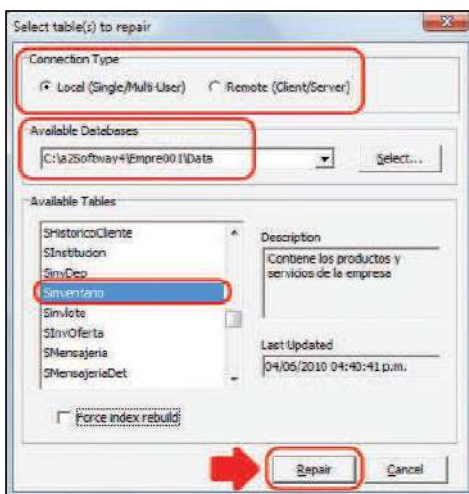 Select table(s) to repair
Connection Type
Local (Single/Multi-User) Remote (Client/Server)
Available Databases
C:\a2Softway4\Empre001\Data Select...
Available Tables
SHistoricoCliente
SInstitucion
SinvDep
Sinventario
Sinvlote
SInvOferta
SMensajeria
SMensajeriaDet
Description
Contiene los productos y
servicios de la empresa
Last Updated
04/06/2010 04:40:41 p.m.
Force index rebuild
Repair Cancel